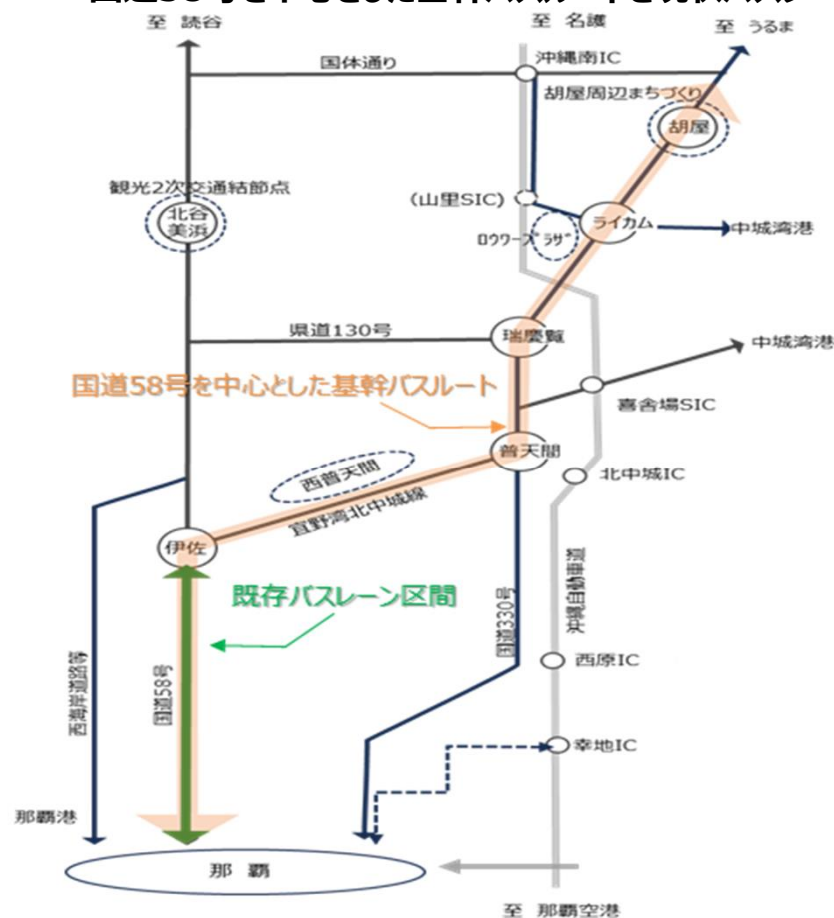 至 読谷
至 名護
至 うるま
国体通り
沖縄南IC
胡屋周辺まちづくり
胡屋
観光2次交通結節点
北谷
美浜
(山里SIC)
ロウワープラザ
ライカム
中城湾港
県道130号
瑞慶覧
中城湾港
国道58号を中心とした基幹バスルート
喜舎場SIC
普天間
西普天間
北中城IC
宜野湾北中城線
伊佐
既存バスレーン区間
国道330号
沖縄自動車道
西海岸道路等
国道58号
西原IC
幸地IC
那覇港
那 覇
至 那覇空港